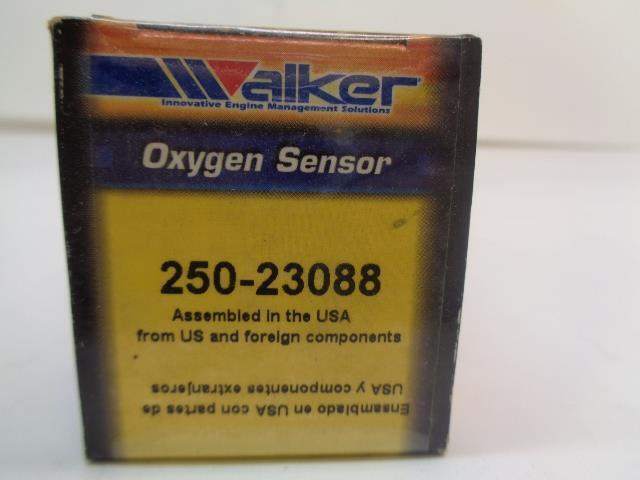 Walker
Innovative Engine Management Solutions
Oxygen Sensor
250-23088
Assembled in the USA
from US and foreign components
Ensamblado en USA con partes de
USA y componentes extranjeros